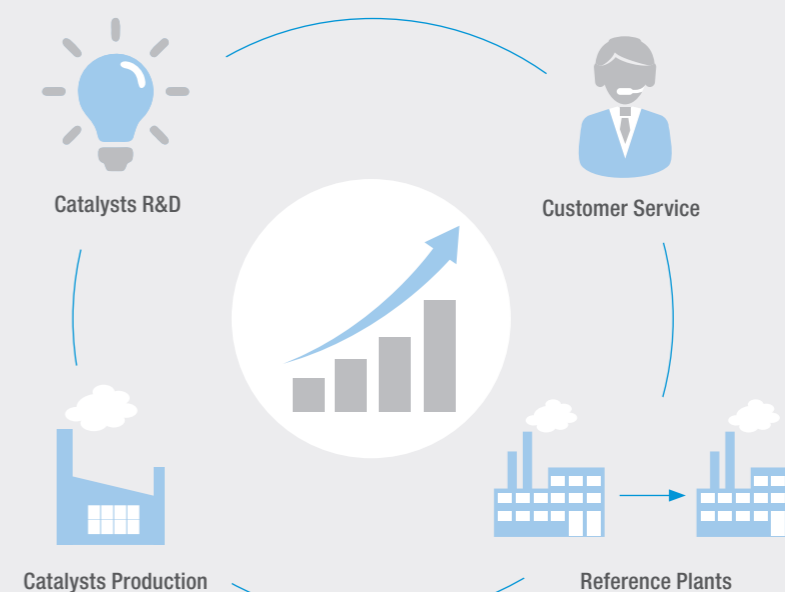 Catalysts R&D
Customer Service
Catalysts Production
Reference Plants